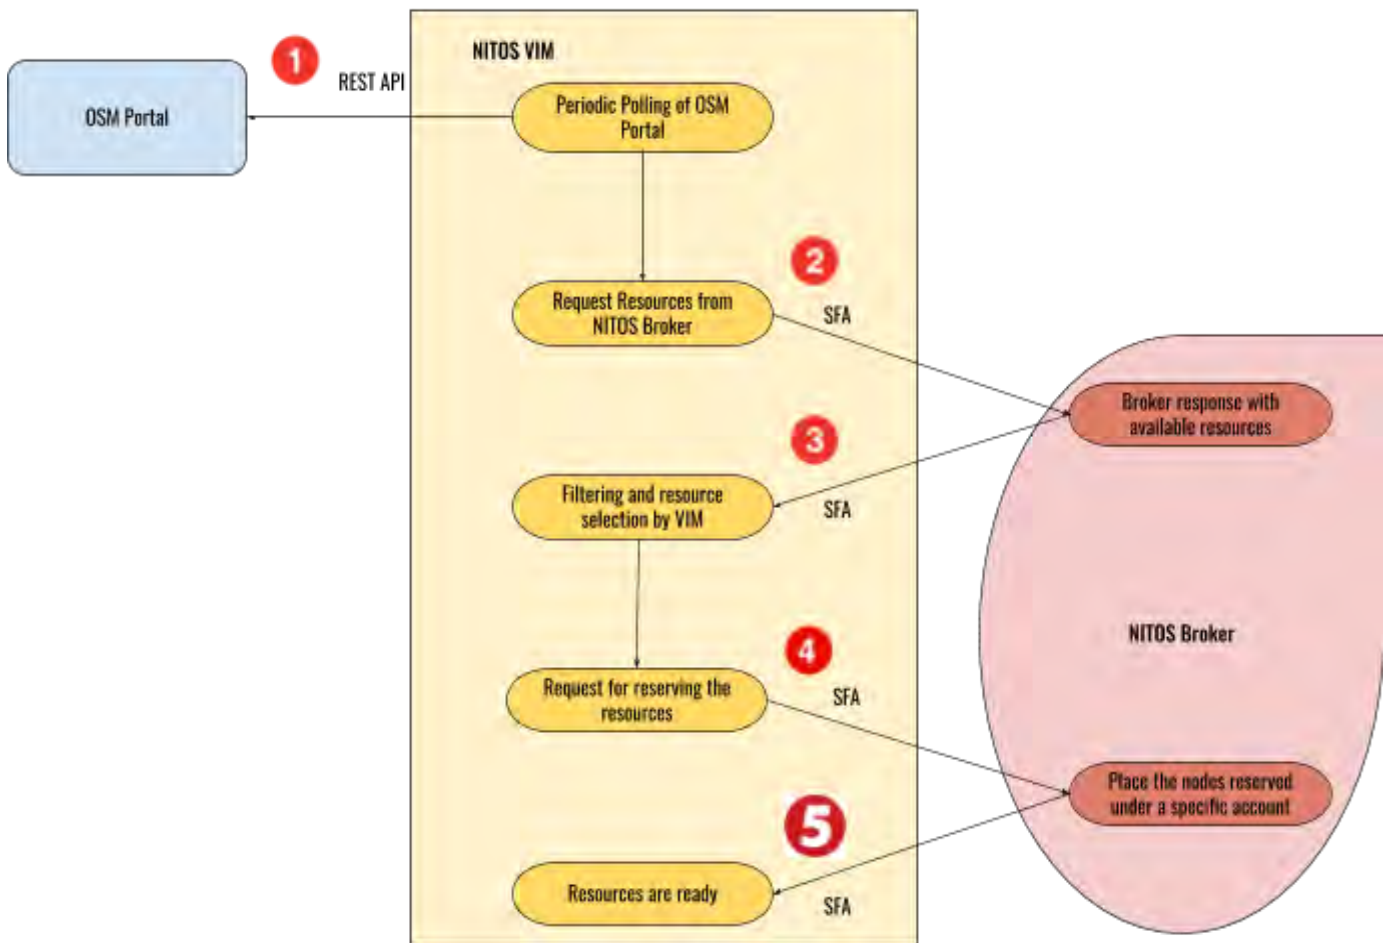 1
REST API
NITOS VIM
OSM Portal
Periodic Polling of OSM
Portal
2
SFA
Request Resources from
NITOS Broker
Broker response with
available resources
3
SFA
Filtering and resource
selection by VIM
NITOS Broker
4
SFA
Request for reserving the
resources
Place the nodes reserved
under a specific account
5
SFA
Resources are ready